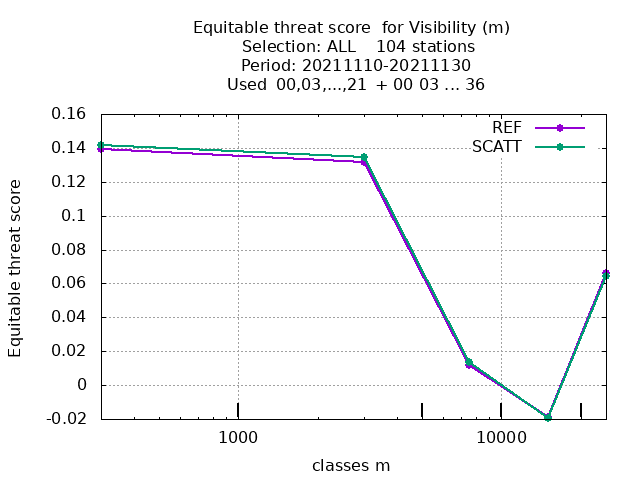 Equitable threat score  for Visibility (m)
Selection: ALL    104 stations
Period: 20211110-20211130
Used  00,03,...,21  + 00 03 ... 36
0.16
0.14
0.12
0.1
0.08
0.06
0.04
0.02
0
-0.02
Equitable threat score
REF
SCATT
1000
10000
classes m